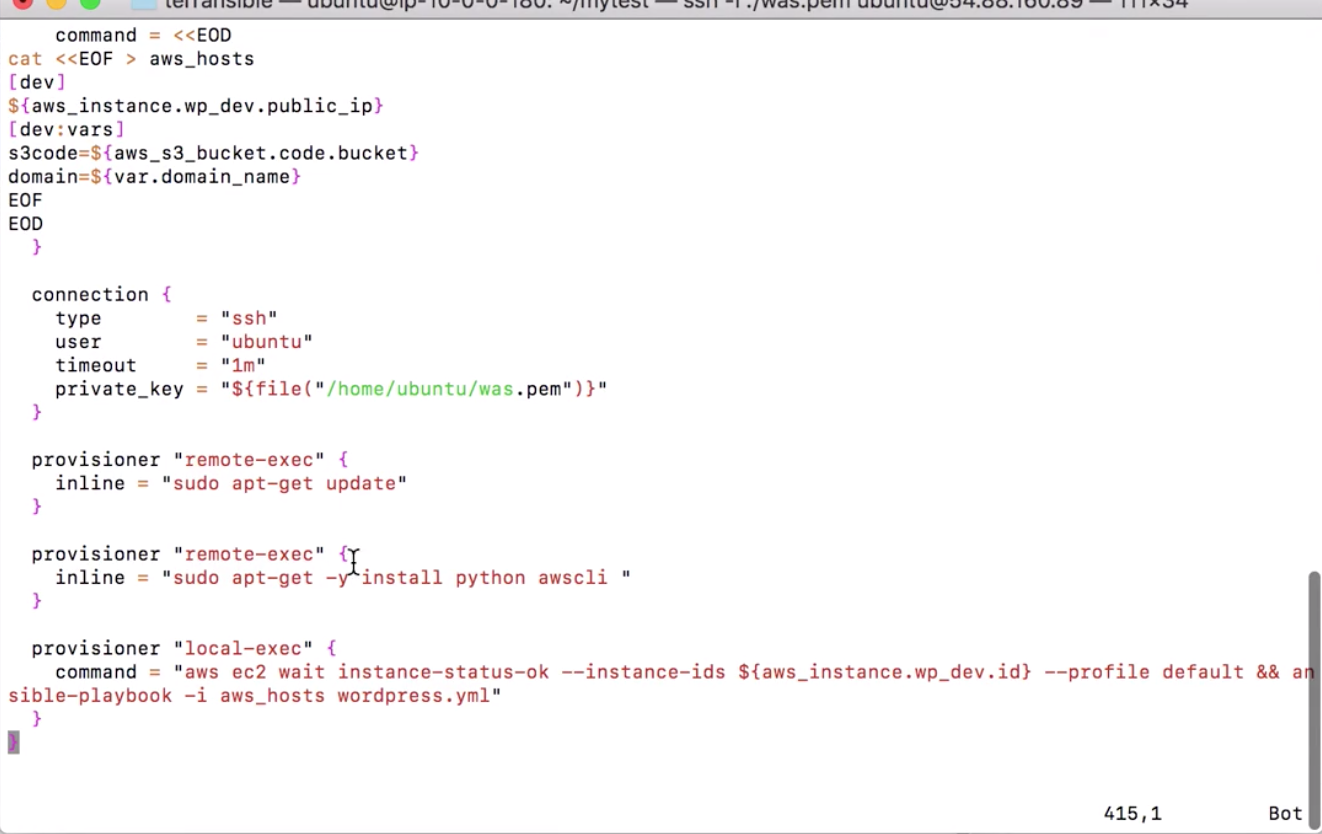 terransible — ubuntu@ip-10-0-0-180: ~/mytest — ssh -i ./was.pem ubuntu@54.88.160.89 — 111×34
command = <<EOD
cat <<EOF > aws_hosts
[dev]
${aws_instance.wp_dev.public_ip}
[dev:vars]
s3code=${aws_s3_bucket.code.bucket}
domain=${var.domain_name}
EOF
EOD
}
connection {
type = "ssh"
user = "ubuntu"
timeout = "1m"
private_key = "${file("/home/ubuntu/was.pem")}"
}
provisioner "remote-exec" {
inline = "sudo apt-get update"
}
provisioner "remote-exec" {
inline = "sudo apt-get -y install python awscli "
}
provisioner "local-exec" {
command = "aws ec2 wait instance-status-ok --instance-ids ${aws_instance.wp_dev.id} --profile default && an
sible-playbook -i aws_hosts wordpress.yml"
}
}
415,1 Bot